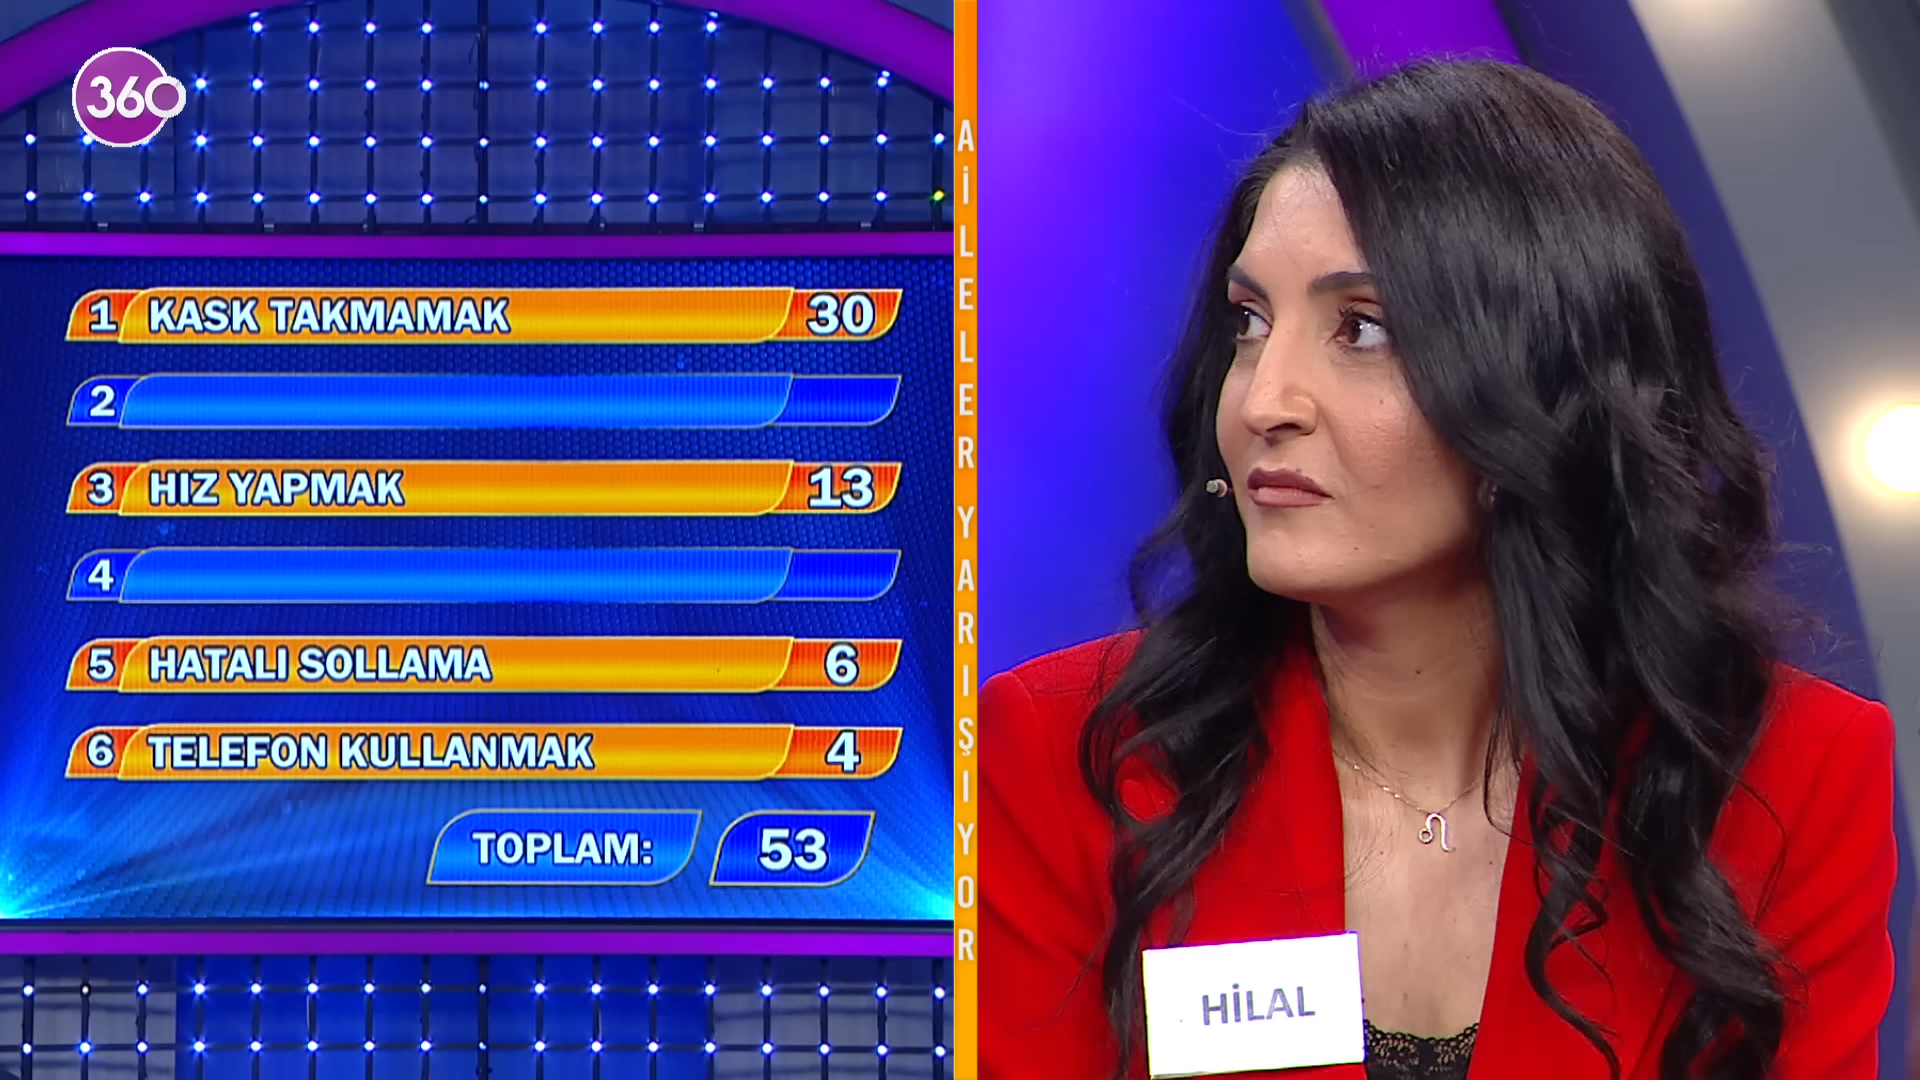 360
1 KASK TAKMAMAK 30
2
3 HIZ YAPMAK 13
4
5 HATALI SOLLAMA 6
6 TELEFON KULLANMAK 4
TOPLAM: 53
AİLELER YARIŞIYOR
HİLAL